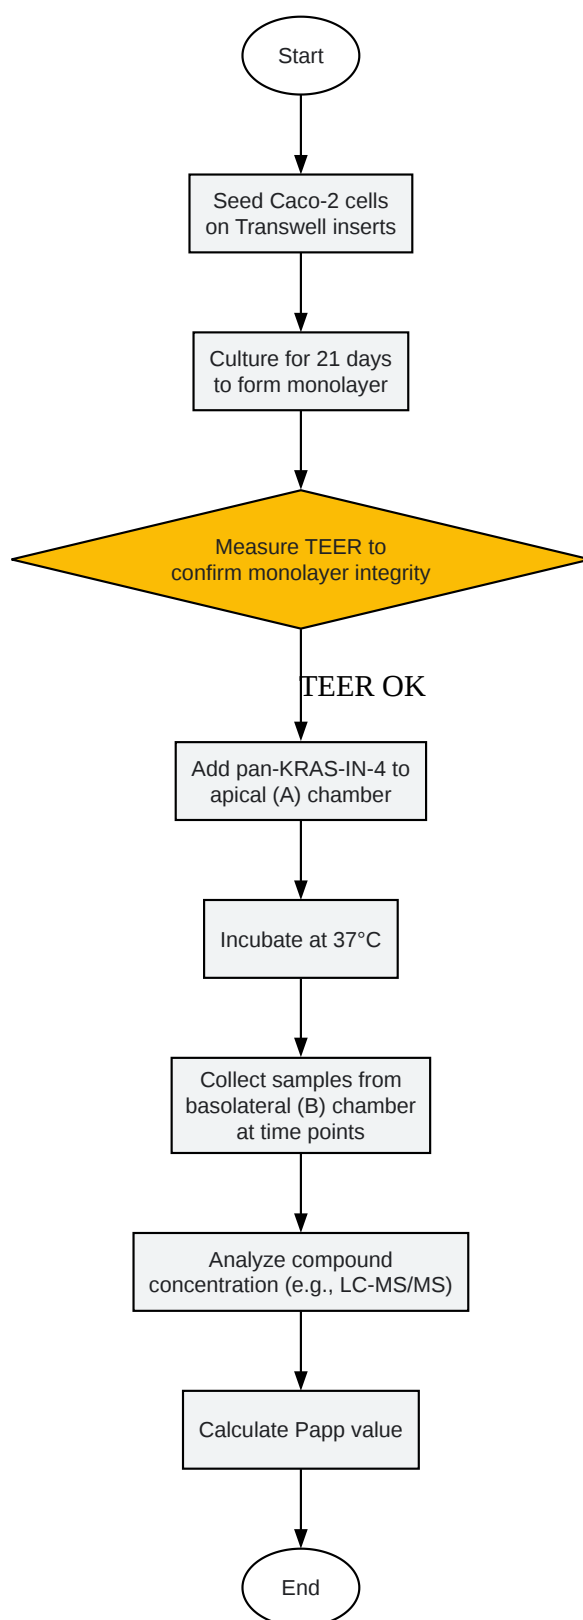 Start
Seed Caco-2 cells
on Transwell inserts
Culture for 21 days
to form monolayer
Measure TEER to
confirm monolayer integrity
TEER OK
Add pan-KRAS-IN-4 to
apical (A) chamber
Incubate at 37°C
Collect samples from
basolateral (B) chamber
at time points
Analyze compound
concentration (e.g., LC-MS/MS)
Calculate Papp value
End